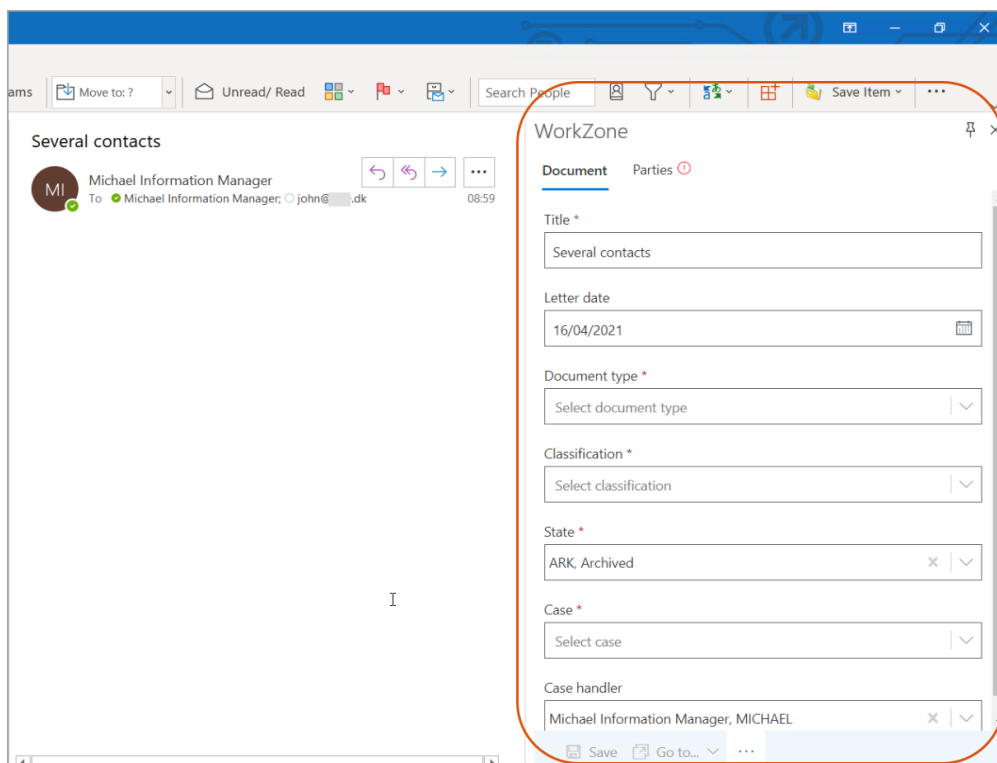 ams Move to: ? Unread/ Read Search People Save Item ...
Several contacts
MI
Michael Information Manager
To Michael Information Manager; john@ .dk 08:59
WorkZone
Document Parties
Title *
Several contacts
Letter date
16/04/2021
Document type *
Select document type
Classification *
Select classification
State *
ARK, Archived
Case *
Select case
Case handler
Michael Information Manager, MICHAEL
Save Go to... ...